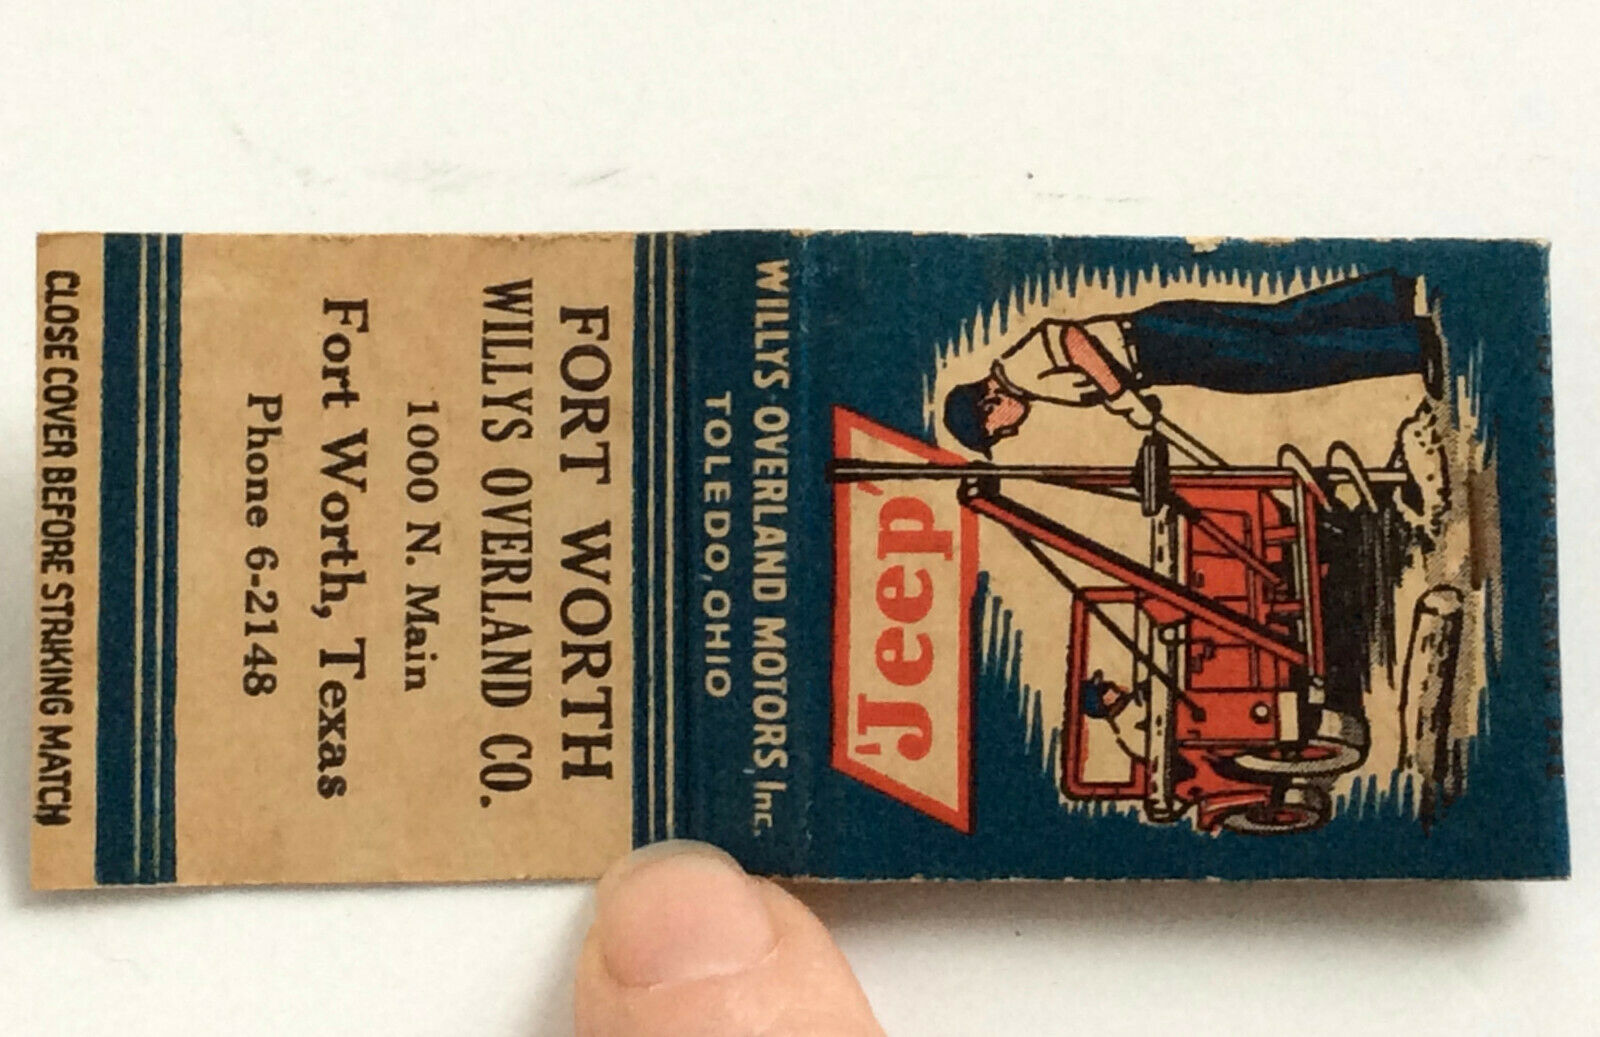 'Jeep'
WILLYS-OVERLAND MOTORS, Inc.
TOLEDO, OHIO
FORT WORTH
WILLYS OVERLAND CO.
1000 N. Main
Fort Worth, Texas
Phone 6-2148
CLOSE COVER BEFORE STRIKING MATCH